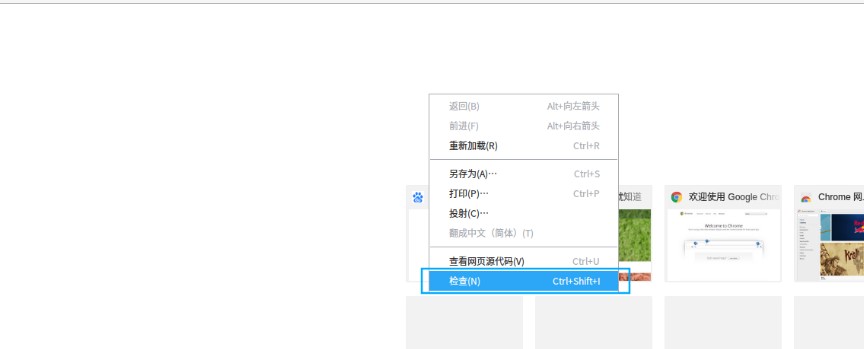 返回(B) Alt+向左箭头
前进(F) Alt+向右箭头
重新加载(R) Ctrl+R
另存为(A)… Ctrl+S
打印(P)… Ctrl+P
投射(C)…
翻成中文（简体）(T)
查看网页源代码(V) Ctrl+U
检查(N) Ctrl+Shift+I
知道
欢迎使用 Google Chro
Chrome 网
Welcome to Chrome